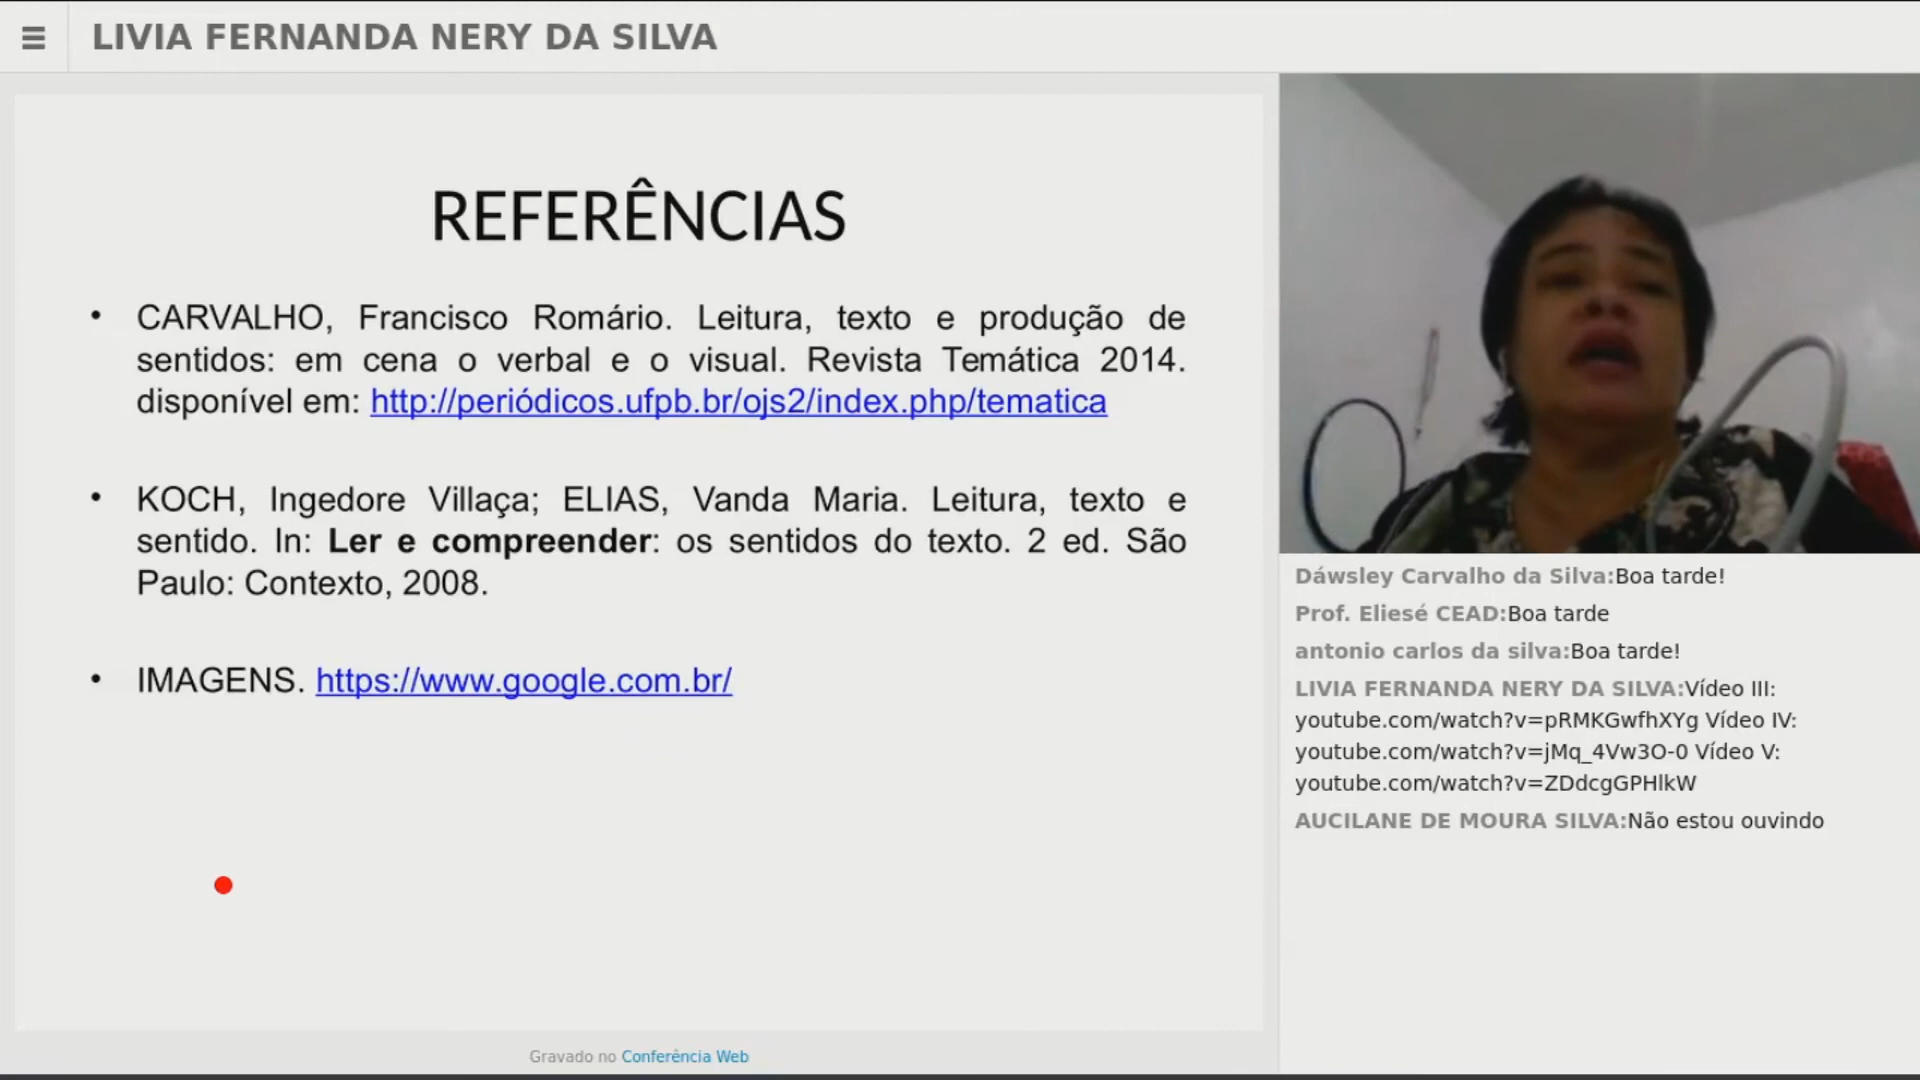 LIVIA FERNANDA NERY DA SILVA
REFERÊNCIAS
• CARVALHO, Francisco Romário. Leitura, texto e produção de
sentidos: em cena o verbal e o visual. Revista Temática 2014.
disponível em: http://periódicos.ufpb.br/ojs2/index.php/tematica
• KOCH, Ingedore Villaça; ELIAS, Vanda Maria. Leitura, texto e
sentido. In: Ler e compreender: os sentidos do texto. 2 ed. São
Paulo: Contexto, 2008.
• IMAGENS. https://www.google.com.br/
Gravado no Conferência Web
Dáwsley Carvalho da Silva:Boa tarde!
Prof. Eliesé CEAD:Boa tarde
antonio carlos da silva:Boa tarde!
LIVIA FERNANDA NERY DA SILVA:Vídeo III:
youtube.com/watch?v=pRMKGwfhXYg Vídeo IV:
youtube.com/watch?v=jMq_4Vw3O-0 Vídeo V:
youtube.com/watch?v=ZDdcgGPHlkW
AUCILANE DE MOURA SILVA:Não estou ouvindo